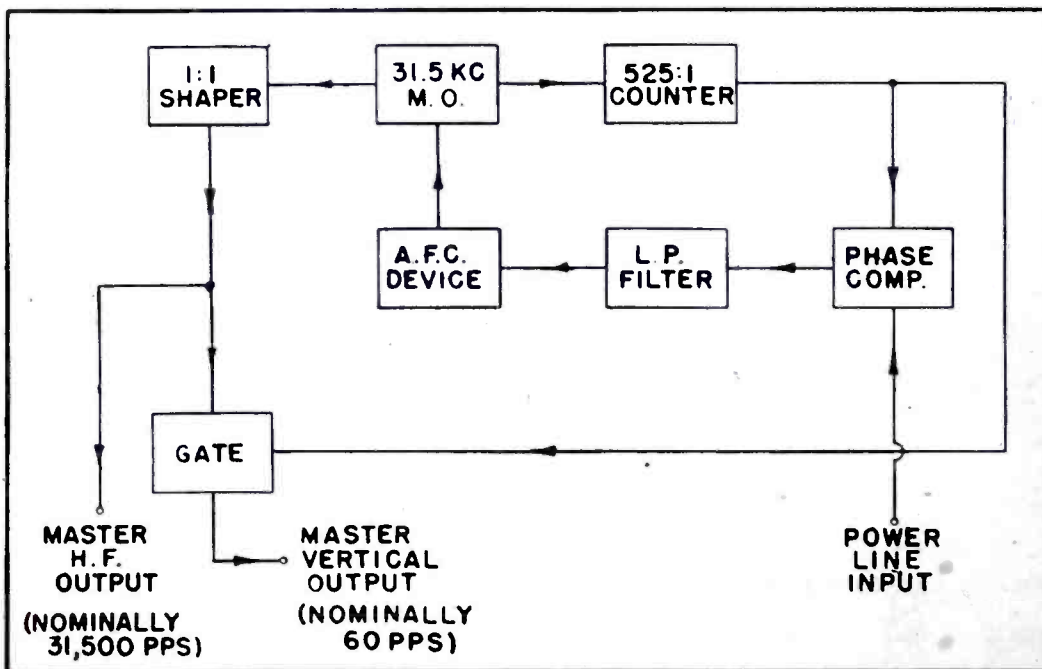 1:1
SHAPER
31.5 KC
M. O.
525:1
COUNTER
A.F.C.
DEVICE
L.P.
FILTER
PHASE
COMP.
GATE
MASTER
H.F.
OUTPUT
(NOMINALLY
31,500 PPS)
MASTER
VERTICAL
OUTPUT
(NOMINALLY
60 PPS)
POWER
LINE
INPUT